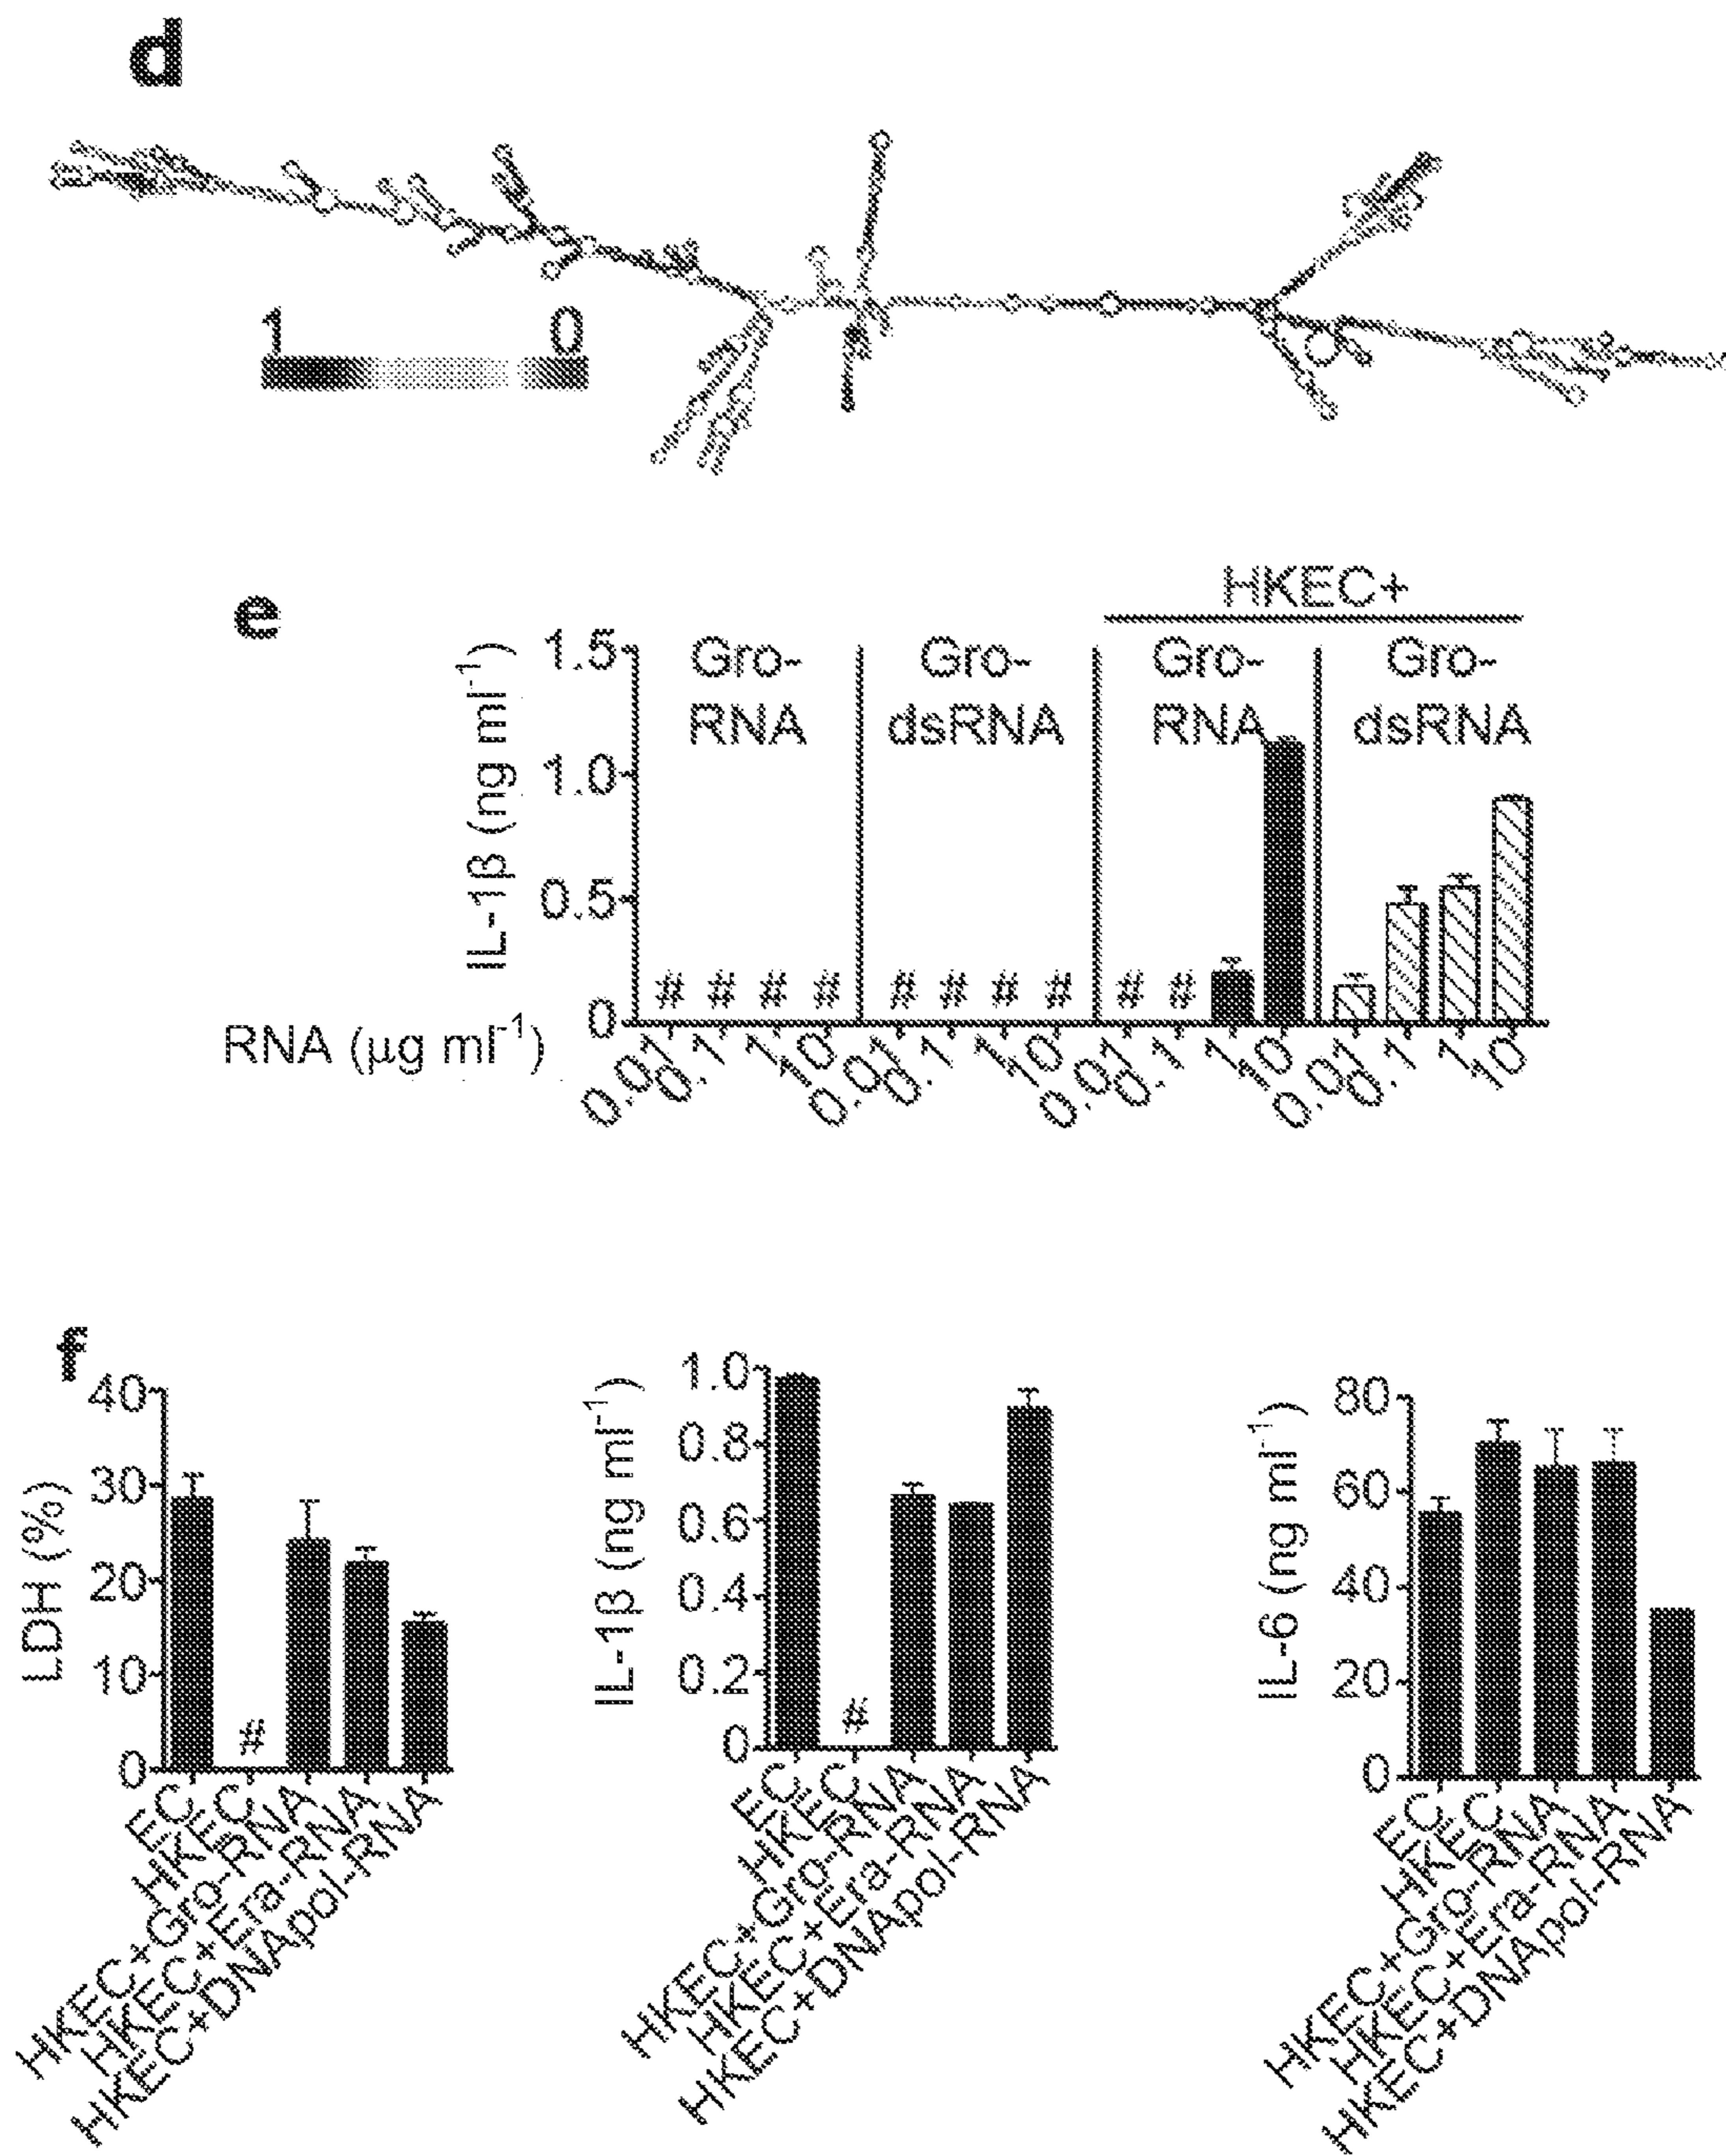 d
1 0
e
HKEC+
Gro-
RNA
Gro-
dsRNA
Gro-
RNA
Gro-
dsRNA
IL-1β (ng ml⁻¹)
1.5
1.0
0.5
0
# # # # # # # # # #
RNA (μg ml⁻¹)
0.01 0.1 1 10 0.01 0.1 1 10 0.01 0.1 1 10 0.01 0.1 1 10
f
LDH (%)
40
30
20
10
0
#
EC
HKEC
HKEC+Gro-RNA
HKEC+Era-RNA
HKEC+DNApol-RNA
IL-1β (ng ml⁻¹)
1.0
0.8
0.6
0.4
0.2
0
#
EC
HKEC
HKEC+Gro-RNA
HKEC+Era-RNA
HKEC+DNApol-RNA
IL-6 (ng ml⁻¹)
80
60
40
20
0
EC
HKEC
HKEC+Gro-RNA
HKEC+Era-RNA
HKEC+DNApol-RNA